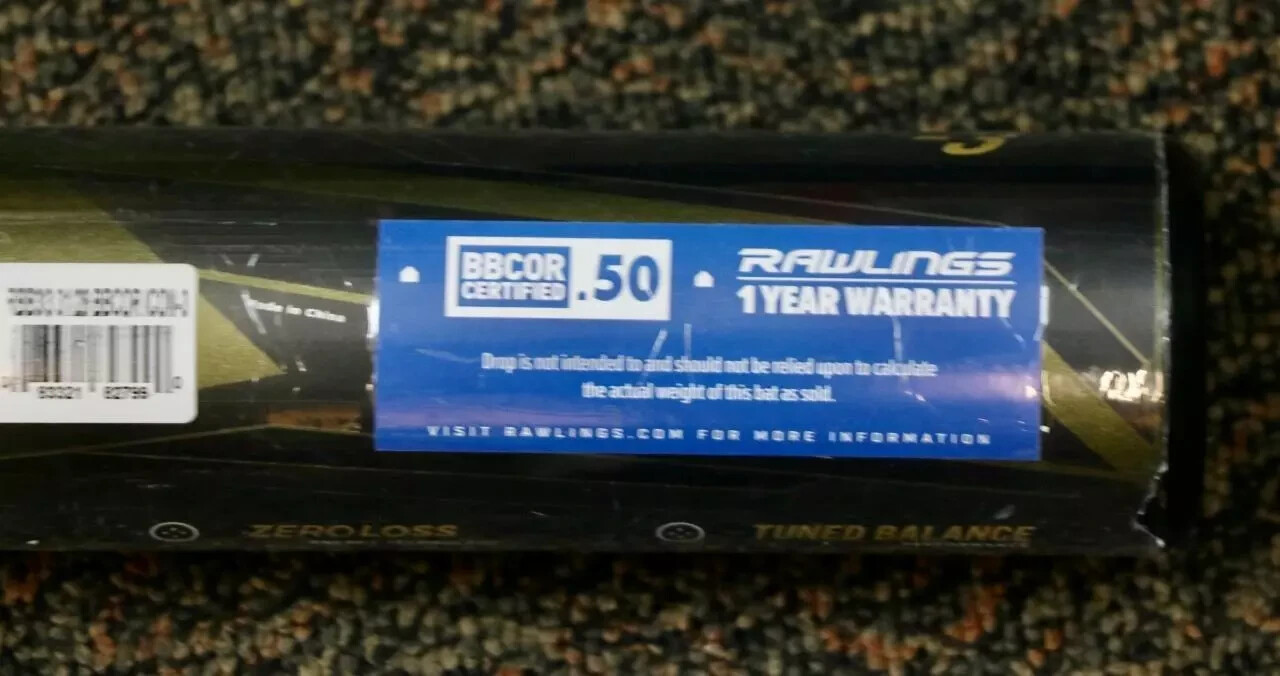 BBCOR
CERTIFIED
.50
RAWLINGS
1 YEAR WARRANTY
Made in China
Drop is not intended to and should not be relied upon to calculate
the actual weight of this bat as sold.
VISIT RAWLINGS.COM FOR MORE INFORMATION
BBCOR
ZEROLOSS
TUNED BALANCE